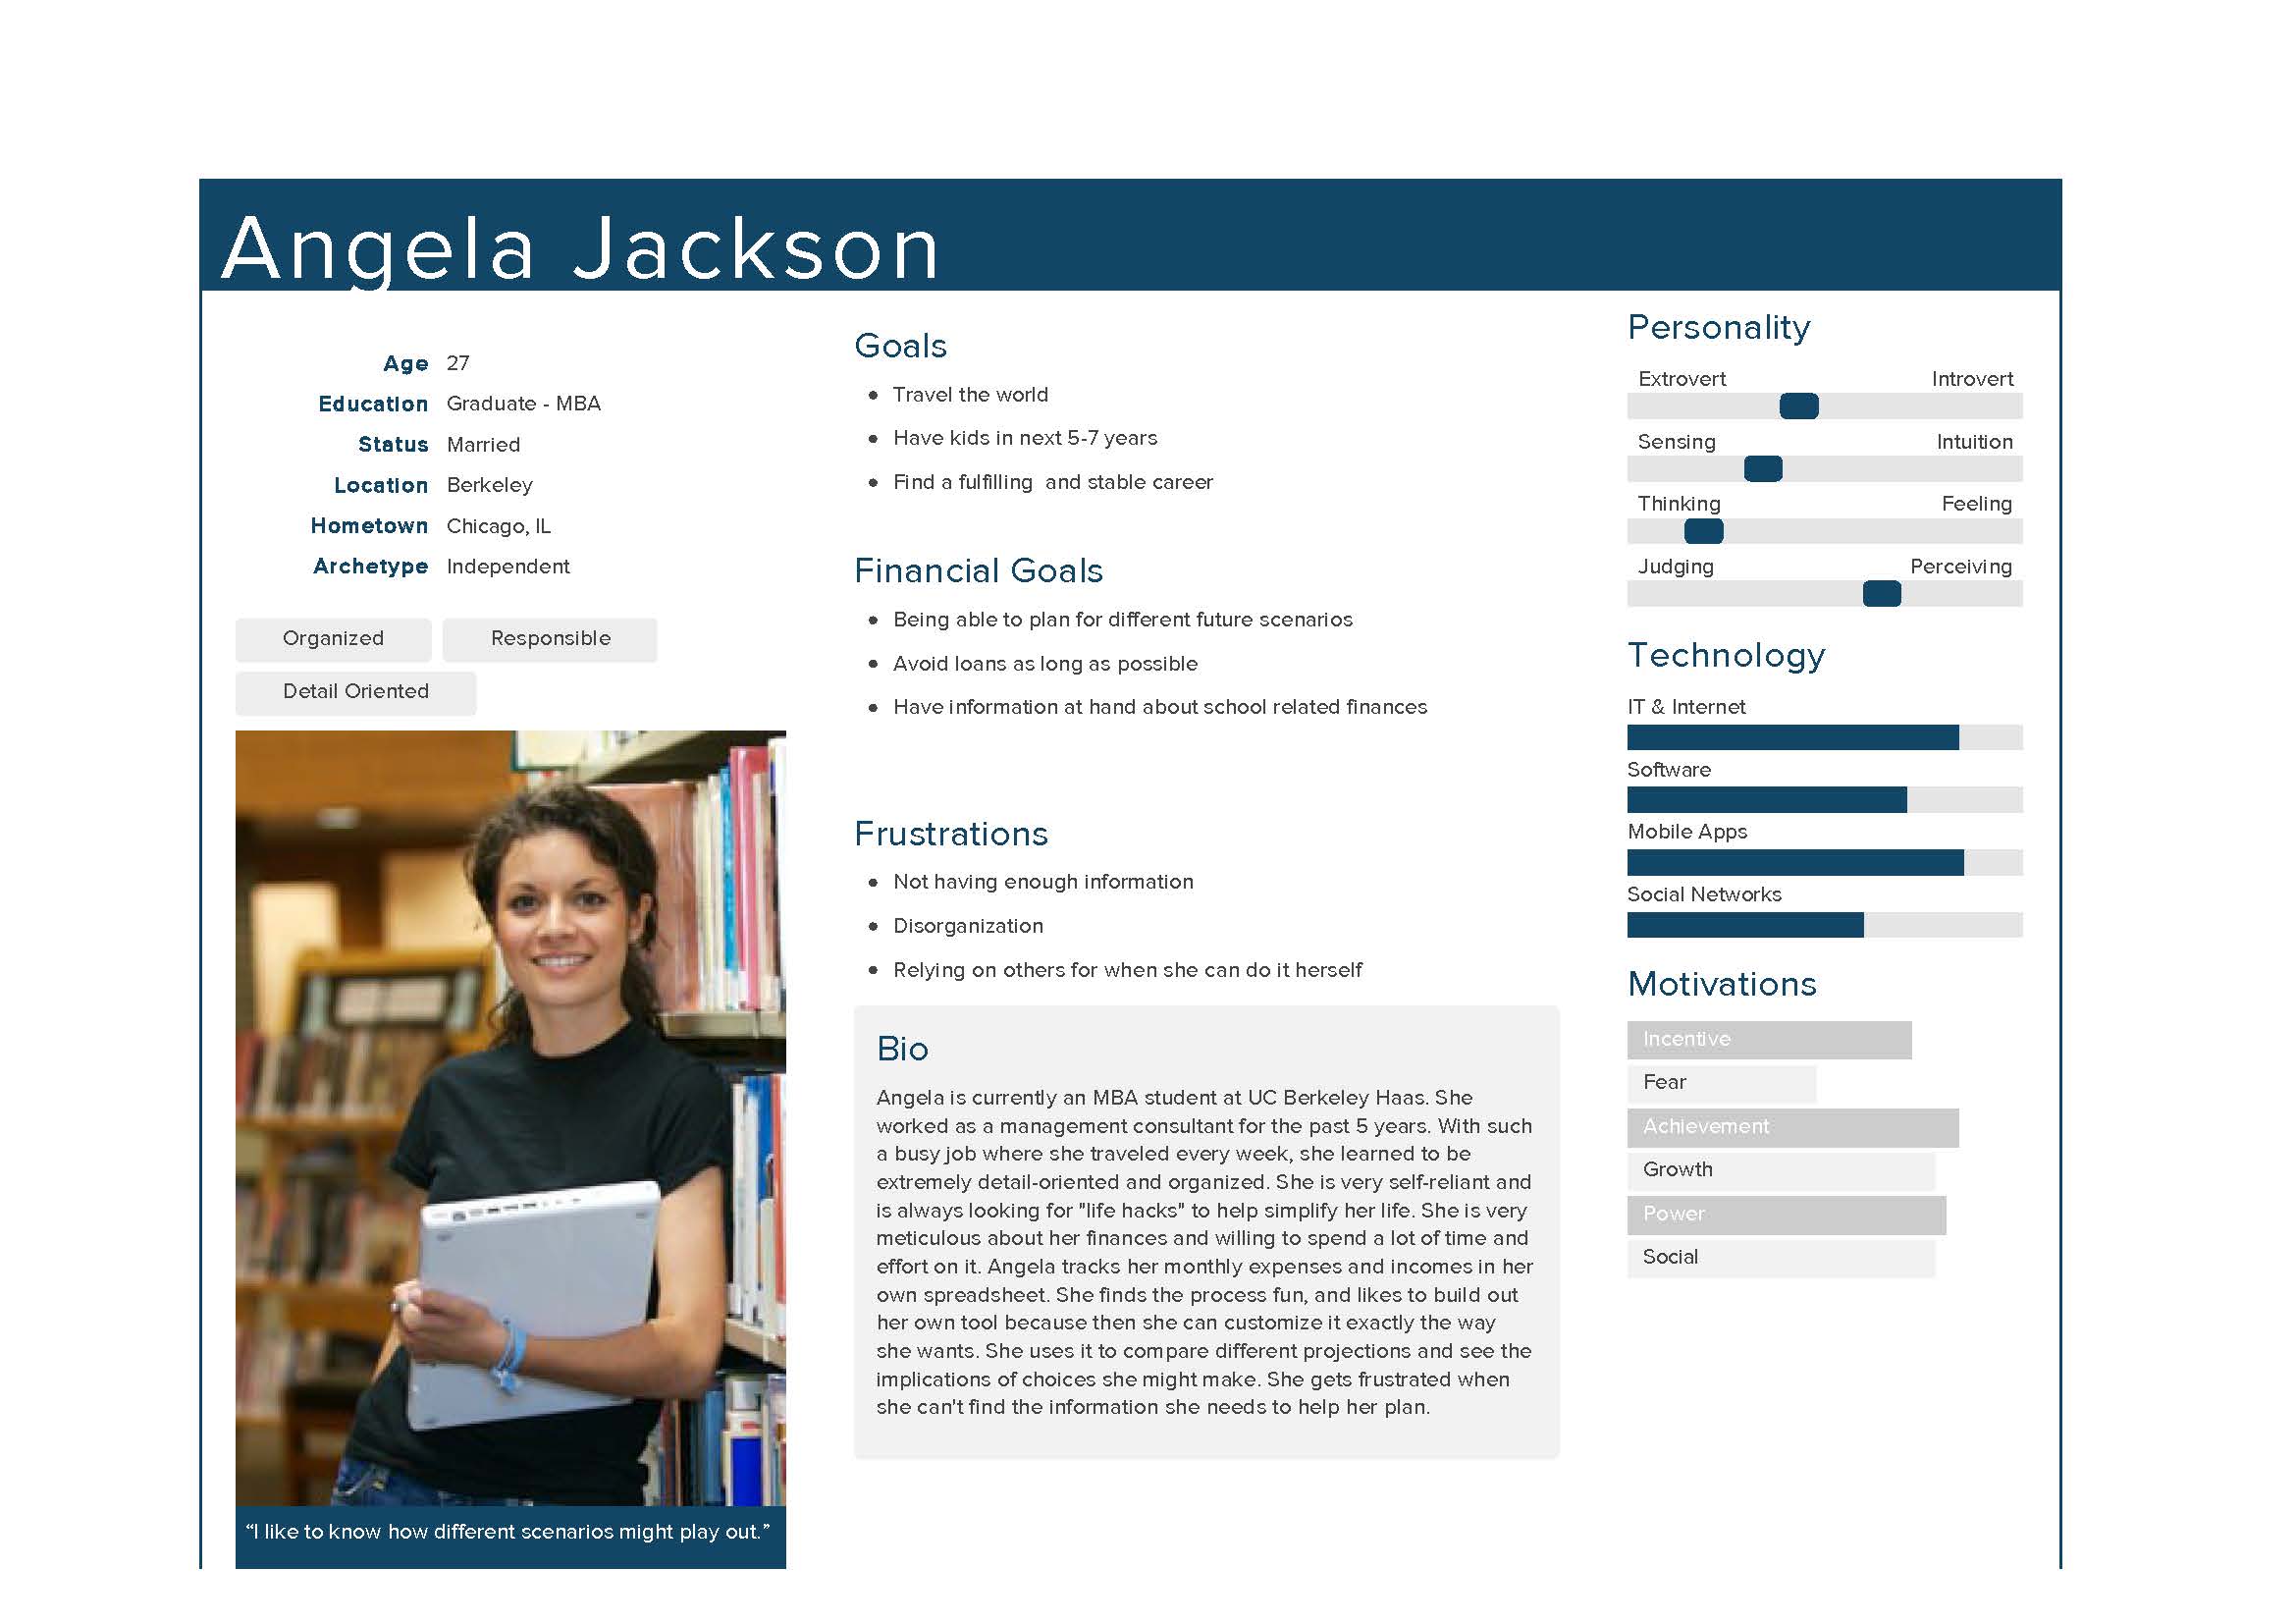 Angela Jackson
Age 27
Education Graduate - MBA
Status Married
Location Berkeley
Hometown Chicago, IL
Archetype Independent
Organized
Responsible
Detail Oriented
“I like to know how different scenarios might play out.”
Goals
Travel the world
Have kids in next 5-7 years
Find a fulfilling and stable career
Financial Goals
Being able to plan for different future scenarios
Avoid loans as long as possible
Have information at hand about school related finances
Frustrations
Not having enough information
Disorganization
Relying on others for when she can do it herself
Bio
Angela is currently an MBA student at UC Berkeley Haas. She
worked as a management consultant for the past 5 years. With such
a busy job where she traveled every week, she learned to be
extremely detail-oriented and organized. She is very self-reliant and
is always looking for "life hacks" to help simplify her life. She is very
meticulous about her finances and willing to spend a lot of time and
effort on it. Angela tracks her monthly expenses and incomes in her
own spreadsheet. She finds the process fun, and likes to build out
her own tool because then she can customize it exactly the way
she wants. She uses it to compare different projections and see the
implications of choices she might make. She gets frustrated when
she can't find the information she needs to help her plan.
Personality
Extrovert Introvert
Sensing Intuition
Thinking Feeling
Judging Perceiving
Technology
IT & Internet
Software
Mobile Apps
Social Networks
Motivations
Incentive
Fear
Achievement
Growth
Power
Social